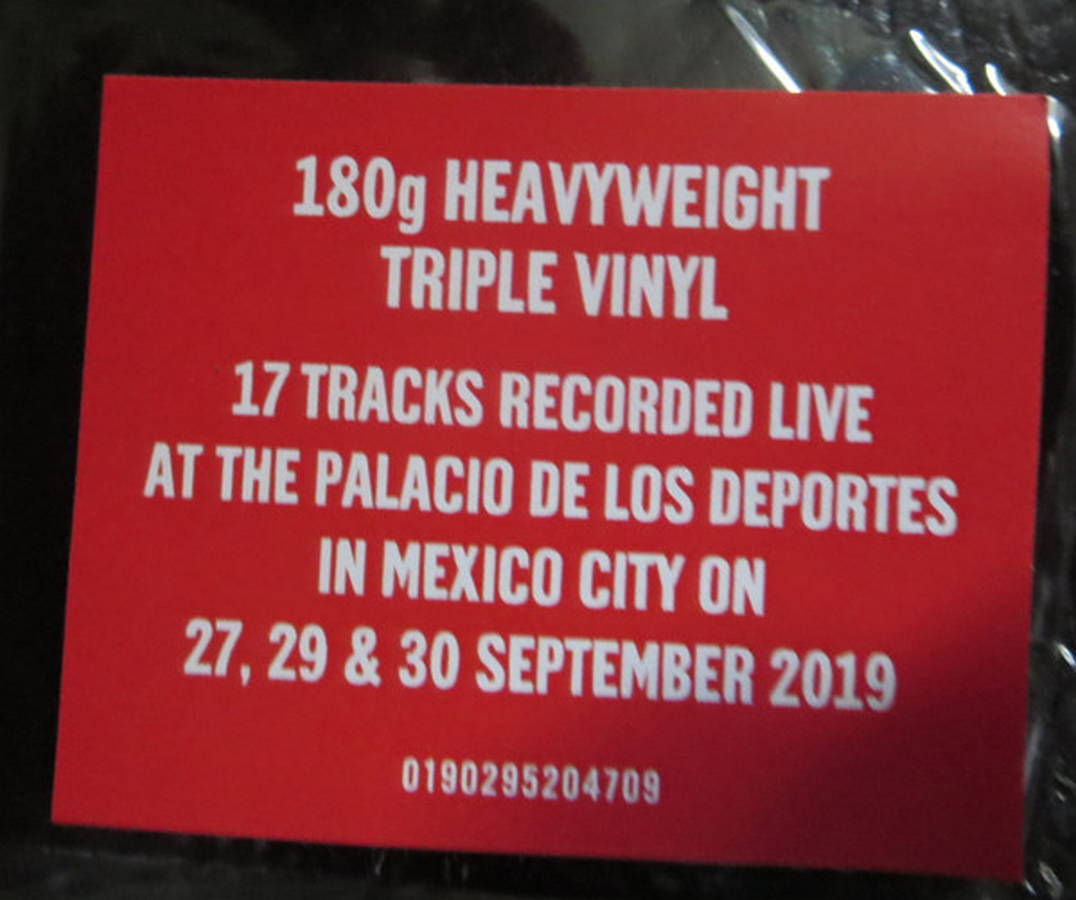 180g HEAVYWEIGHT
TRIPLE VINYL
17 TRACKS RECORDED LIVE
AT THE PALACIO DE LOS DEPORTES
IN MEXICO CITY ON
27, 29 & 30 SEPTEMBER 2019
0190295204709